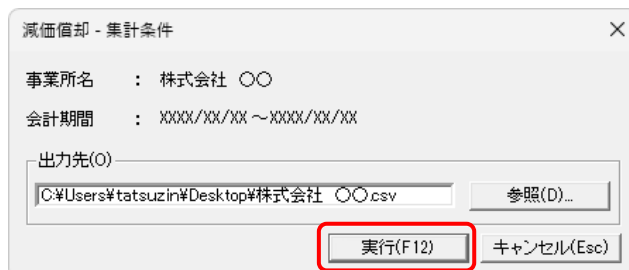 減価償却 - 集計条件
事業所名 : 株式会社 〇〇
会計期間 : XXXX/XX/XX ～XXXX/XX/XX
出力先(O)
C:¥Users¥tatsuzin¥Desktop¥株式会社 〇〇.csv 参照(D)...
実行(F12) キャンセル(Esc)